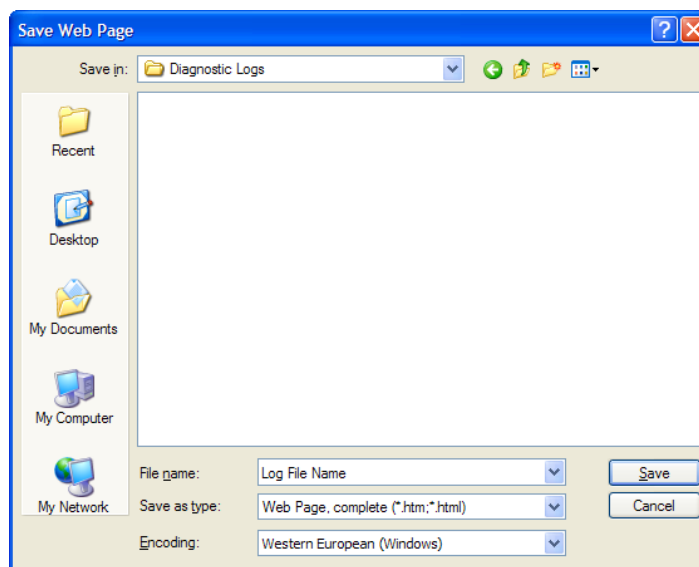 Save Web Page
Save in: Diagnostic Logs
Recent
Desktop
My Documents
My Computer
My Network
File name: Log File Name Save
Save as type: Web Page, complete (*.htm;*.html) Cancel
Encoding: Western European (Windows)